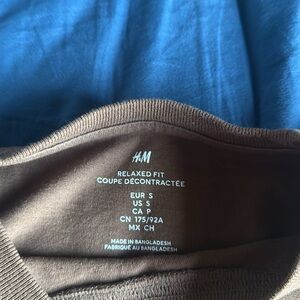 H&M
RELAXED FIT
COUPE DÉCONTRACTÉE
EUR S
US S
CA P
CN 175/92A
MX CH
MADE IN BANGLADESH
FABRIQUÉ AU BANGLADESH